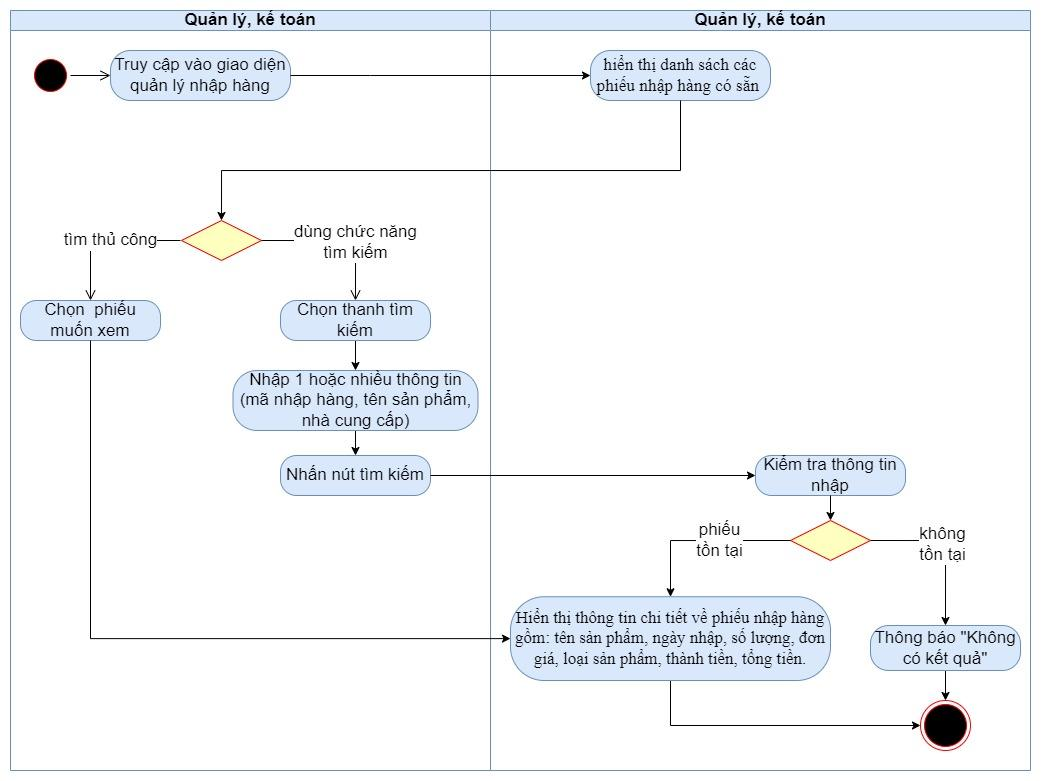 Quản lý, kế toán
Quản lý, kế toán
Truy cập vào giao diện
quản lý nhập hàng
hiển thị danh sách các
phiếu nhập hàng có sẵn
tìm thủ công
dùng chức năng
tìm kiếm
Chọn phiếu
muốn xem
Chọn thanh tìm
kiếm
Nhập 1 hoặc nhiều thông tin
(mã nhập hàng, tên sản phẩm,
nhà cung cấp)
Nhấn nút tìm kiếm
Kiểm tra thông tin
nhập
phiếu
tồn tại
không
tồn tại
Hiển thị thông tin chi tiết về phiếu nhập hàng
gồm: tên sản phẩm, ngày nhập, số lượng, đơn
giá, loại sản phẩm, thành tiền, tổng tiền.
Thông báo "Không
có kết quả"